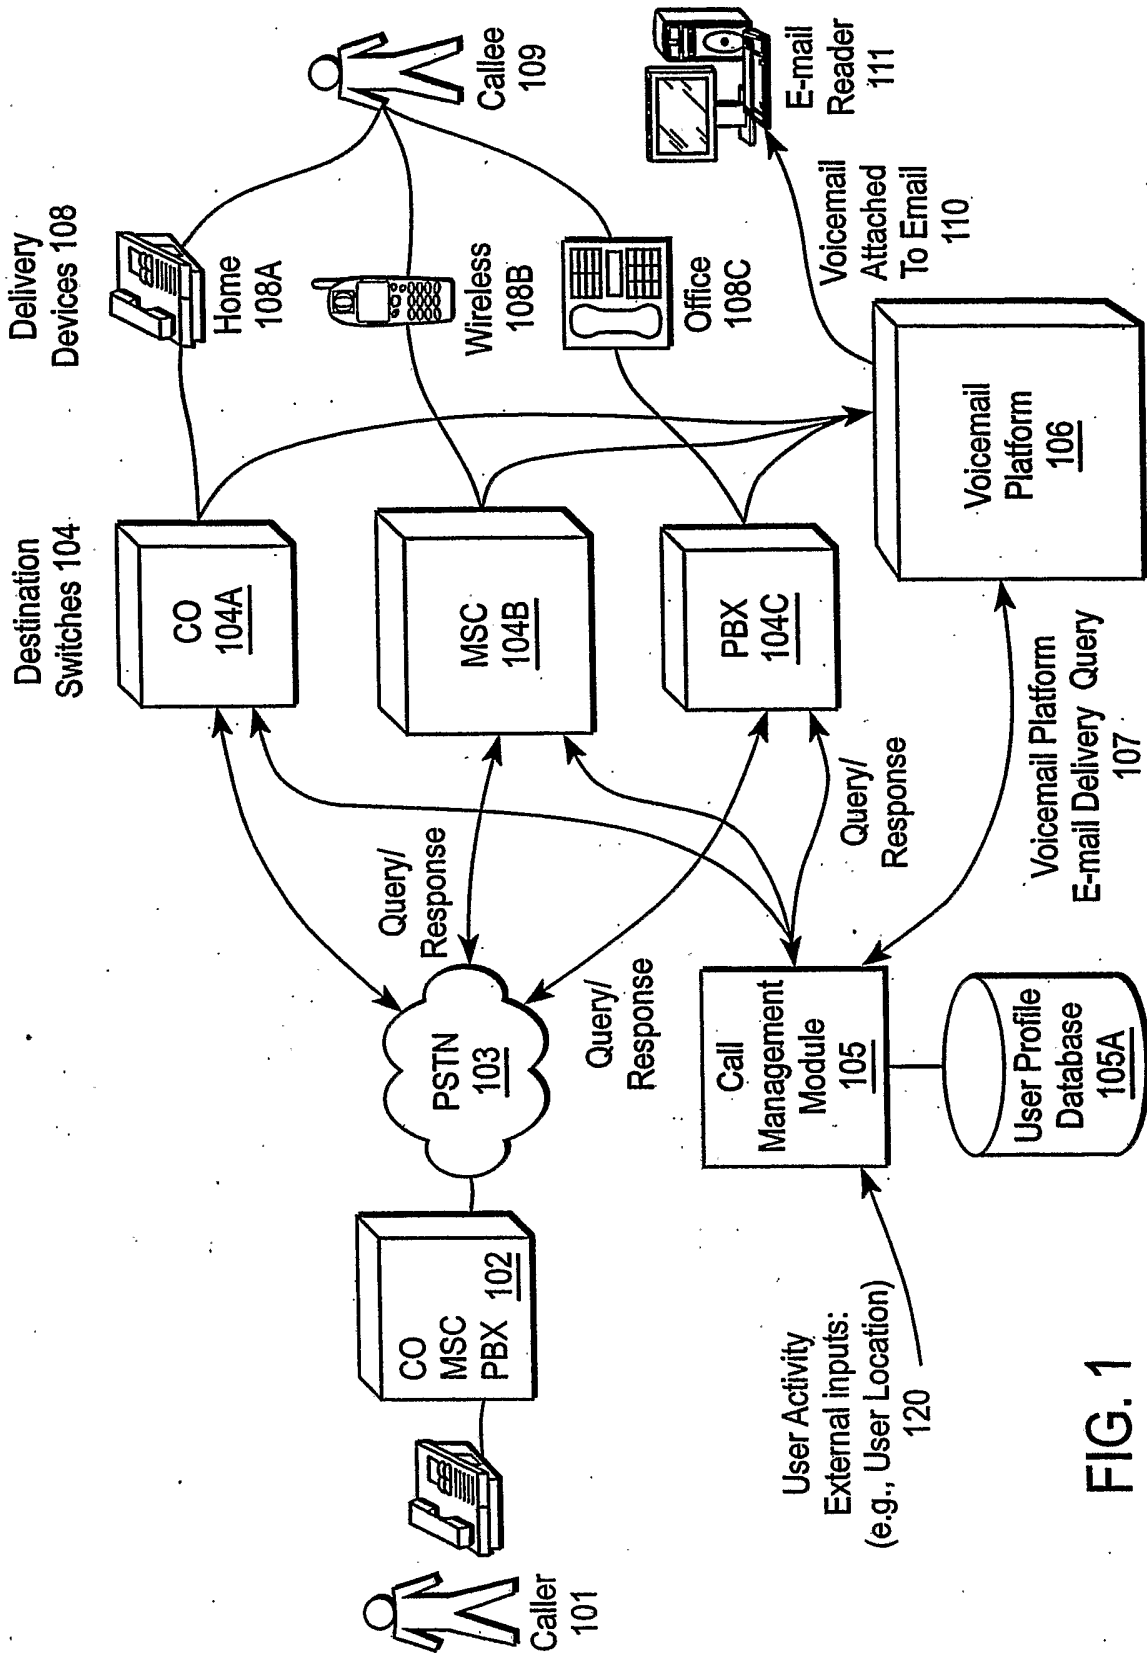 Destination
Switches 104
Delivery
Devices 108
CO
104A
Home
108A
Caller
101
CO
MSC
PBX 102
PSTN
103
Query/
Response
MSC
104B
Wireless
108B
Callee
109
Query/
Response
PBX
104C
Office
108C
E-mail
Reader
111
User Activity
External inputs:
(e.g., User Location)
120
Call
Management
Module
105
Query/
Response
Voicemail
Attached
To Email
110
User Profile
Database
105A
Voicemail Platform
E-mail Delivery Query
107
Voicemail
Platform
106
FIG. 1